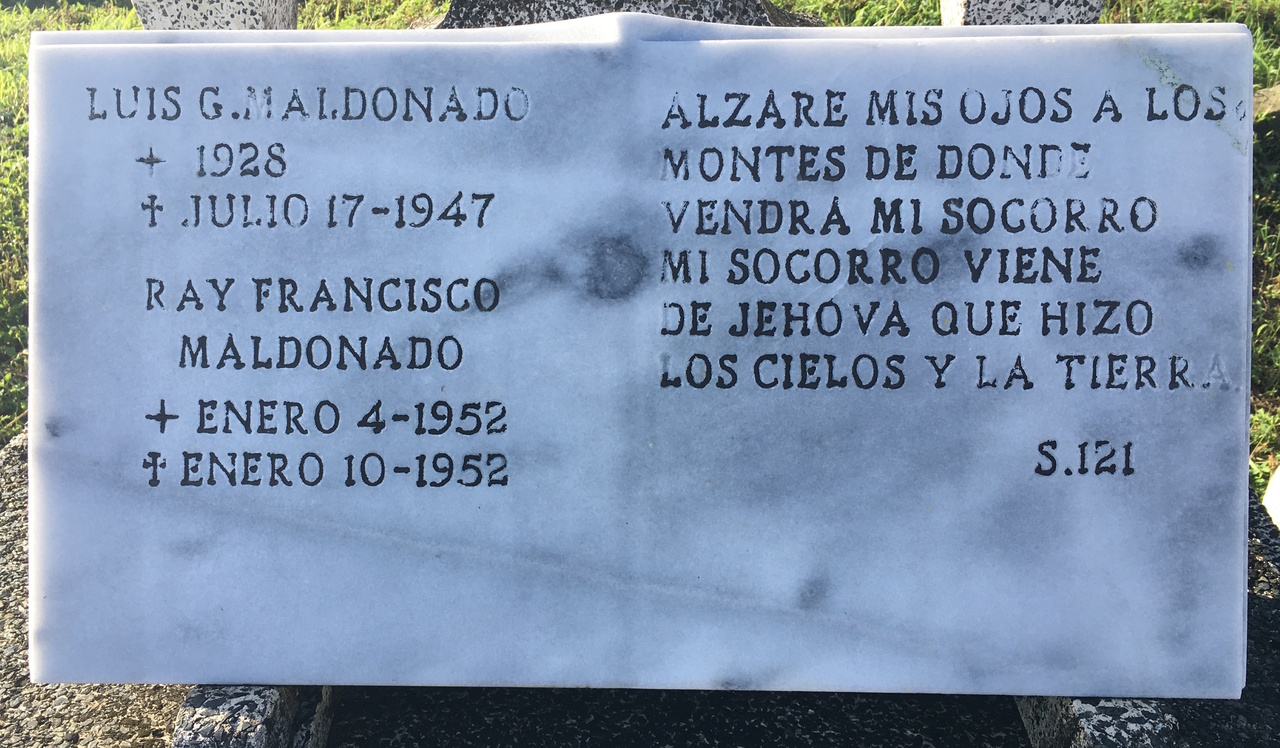 LUIS G. MALDONADO
+ 1928
✝ JULIO 17-1947
RAY FRANCISCO
MALDONADO
+ ENERO 4-1952
✝ ENERO 10-1952
ALZARE MIS OJOS A LOS
MONTES DE DONDE
VENDRA MI SOCORRO
MI SOCORRO VIENE
DE JEHOVA QUE HIZO
LOS CIELOS Y LA TIERRA
S.121